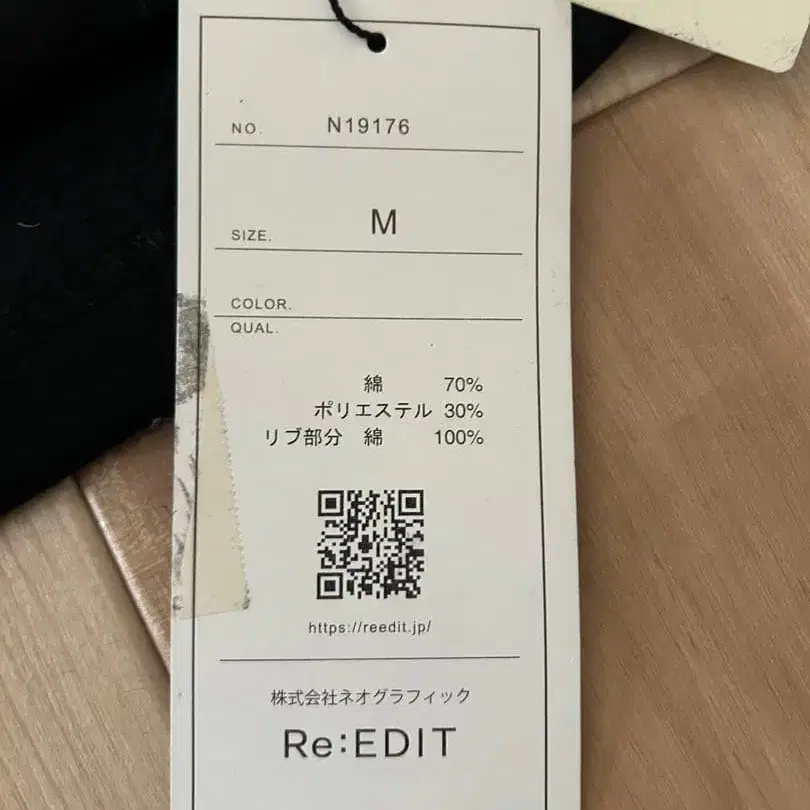 NO. N19176
SIZE. M
COLOR.
QUAL.
綿 70%
ポリエステル 30%
リブ部分 綿 100%
https://reedit.jp/
株式会社ネオグラフィック
Re:EDIT